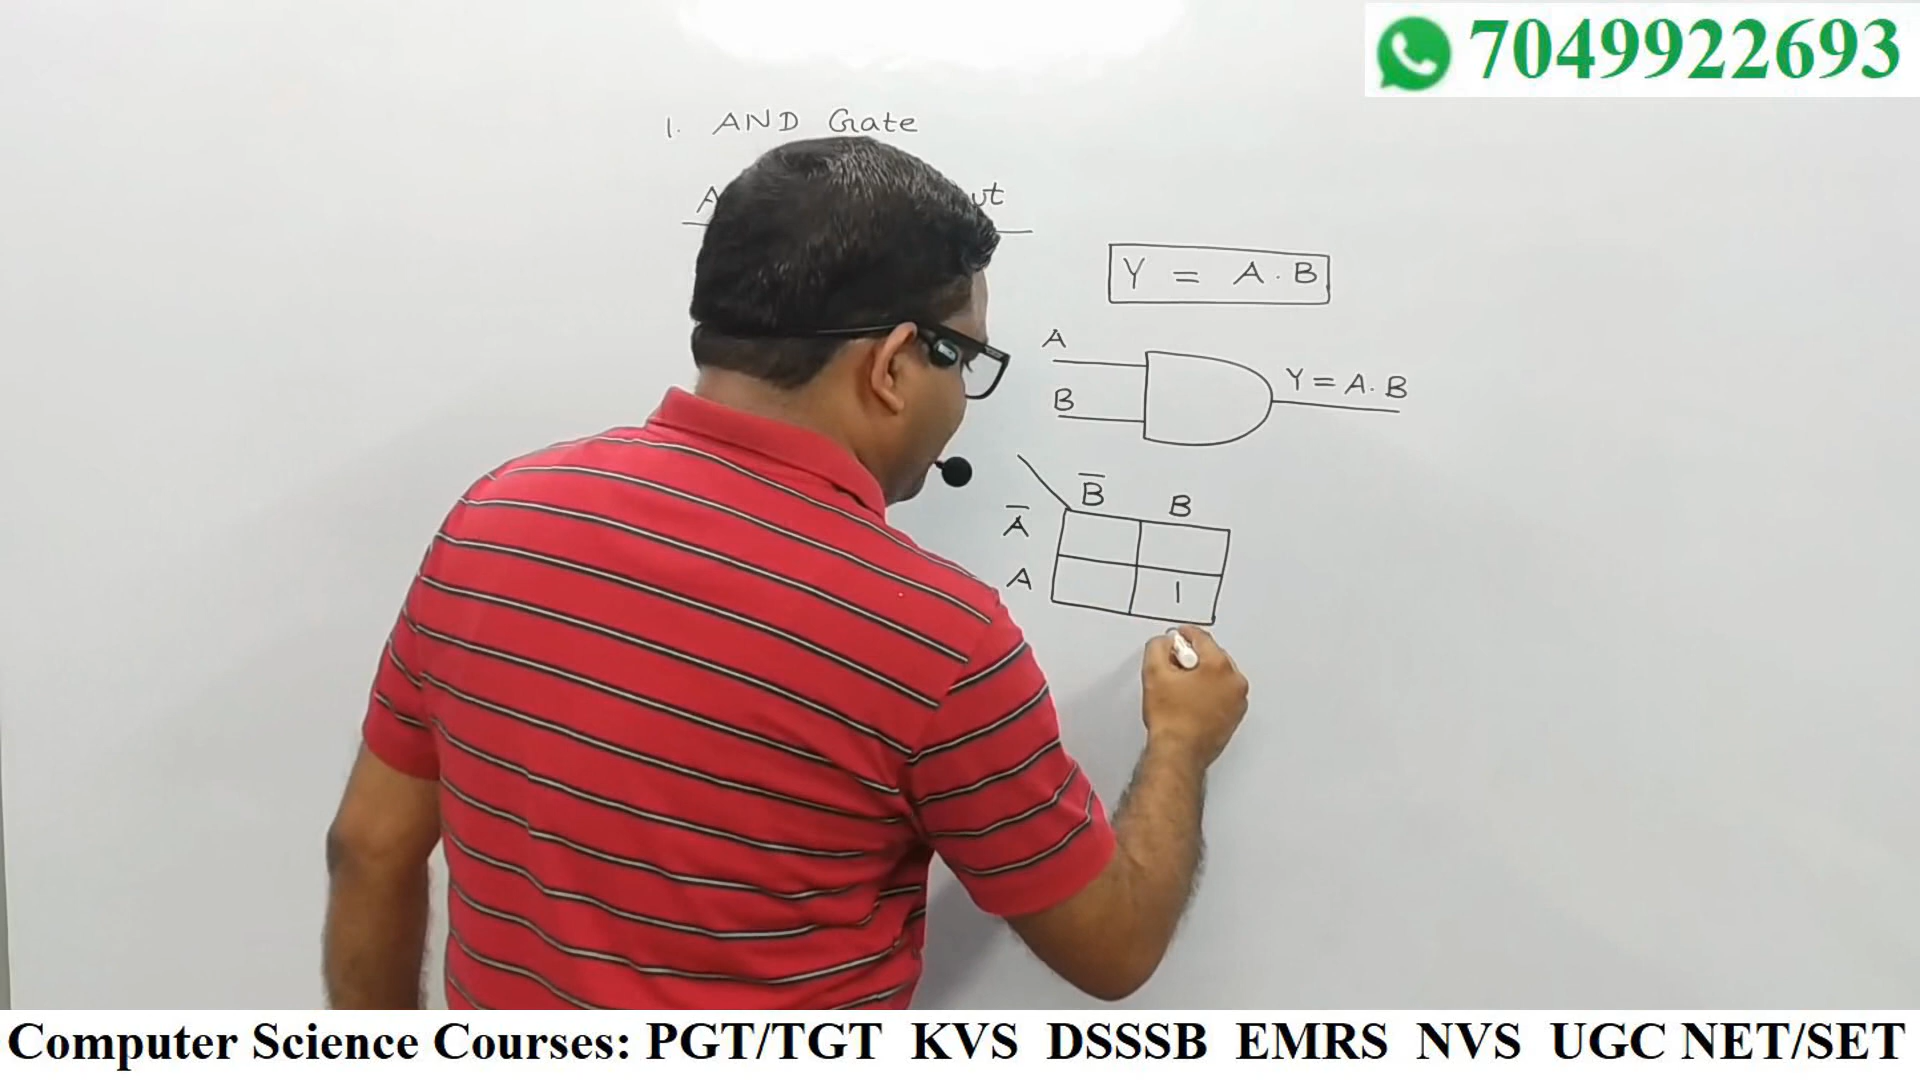 7049922693
1. AND Gate
A
Y = A . B
A
Y = A . B
B
B̅ B
A̅
A 1
Computer Science Courses: PGT/TGT KVS DSSSB EMRS NVS UGC NET/SET